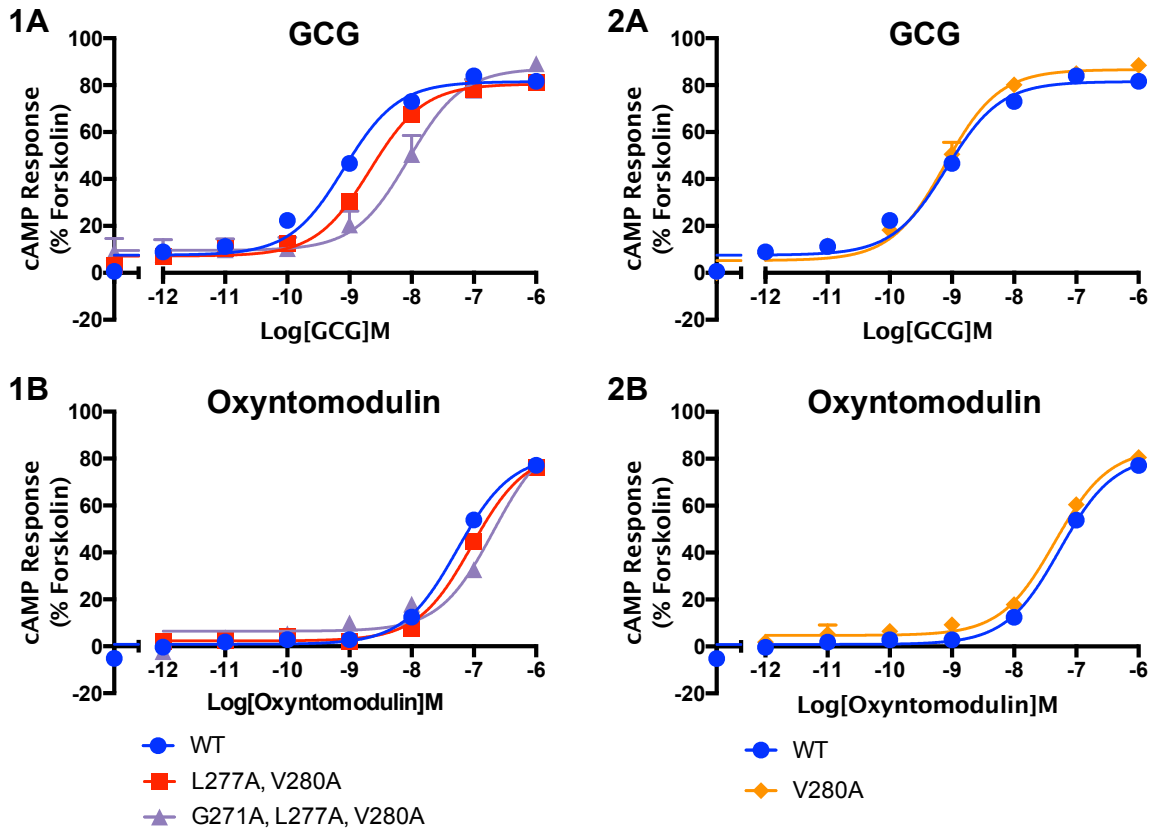 1A
GCG
cAMP Response
(% Forskolin)
100
80
60
40
20
0
-20
-12 -11 -10 -9 -8 -7 -6
Log[GCG]M
2A
GCG
cAMP Response
(% Forskolin)
100
80
60
40
20
0
-20
-12 -11 -10 -9 -8 -7 -6
Log[GCG]M
1B
Oxyntomodulin
cAMP Response
(% Forskolin)
100
80
60
40
20
0
-20
-12 -11 -10 -9 -8 -7 -6
Log[Oxyntomodulin]M
WT
L277A, V280A
G271A, L277A, V280A
2B
Oxyntomodulin
cAMP Response
(% Forskolin)
100
80
60
40
20
0
-20
-12 -11 -10 -9 -8 -7 -6
Log[Oxyntomodulin]M
WT
V280A